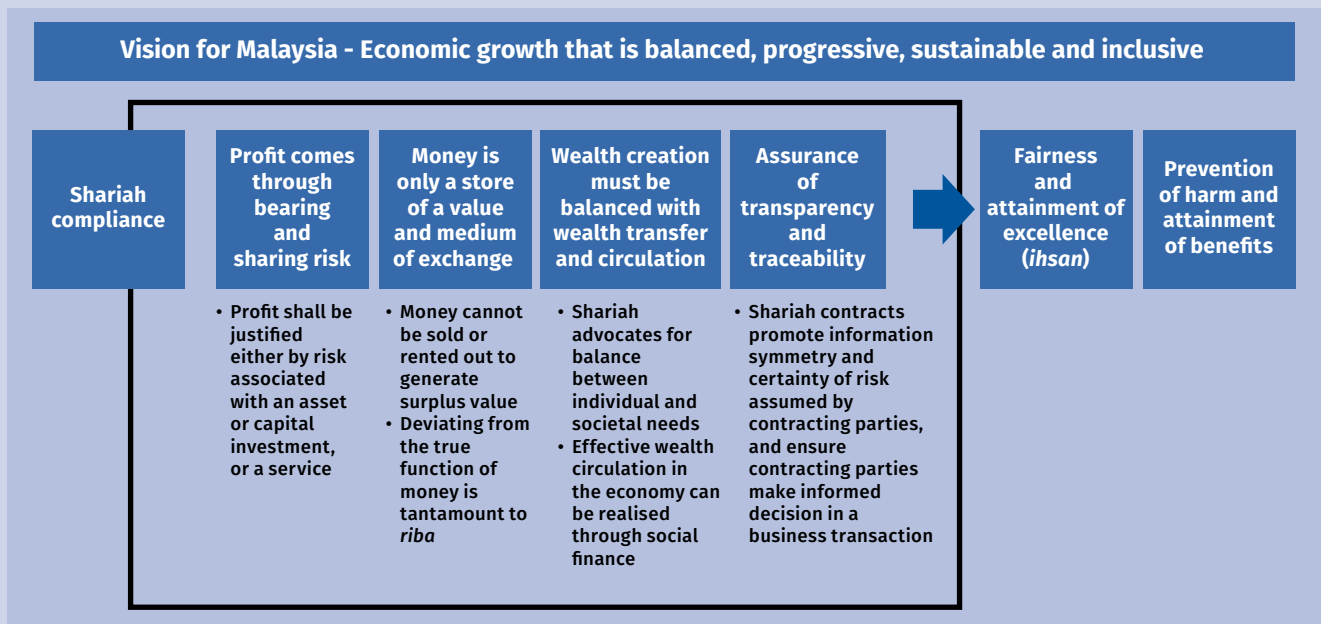 Vision for Malaysia - Economic growth that is balanced, progressive, sustainable and inclusive
Shariah
compliance
Profit comes
through
bearing
and
sharing risk
• Profit shall be
justified
either by risk
associated
with an asset
or capital
investment,
or a service
Money is
only a store
of a value
and medium
of exchange
• Money cannot
be sold or
rented out to
generate
surplus value
• Deviating from
the true
function of
money is
tantamount to
riba
Wealth creation
must be
balanced with
wealth transfer
and circulation
• Shariah
advocates for
balance
between
individual and
societal needs
• Effective wealth
circulation in
the economy can
be realised
through social
finance
Assurance
of
transparency
and
traceability
• Shariah contracts
promote information
symmetry and
certainty of risk
assumed by
contracting parties,
and ensure
contracting parties
make informed
decision in a
business transaction
Fairness
and
attainment of
excellence
(ihsan)
Prevention
of harm and
attainment
of benefits